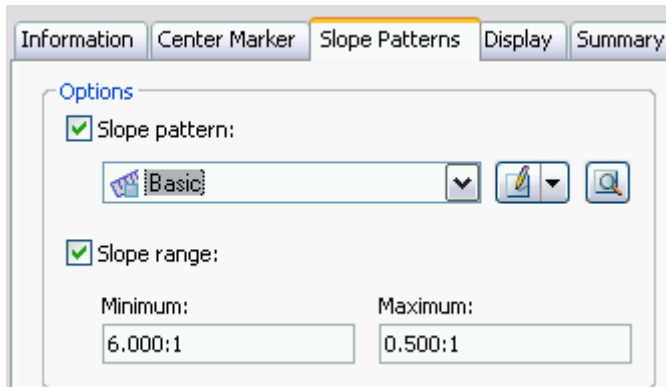 Information Center Marker Slope Patterns Display Summary
Options
Slope pattern:
Basic
Slope range:
Minimum: Maximum:
6.000:1 0.500:1